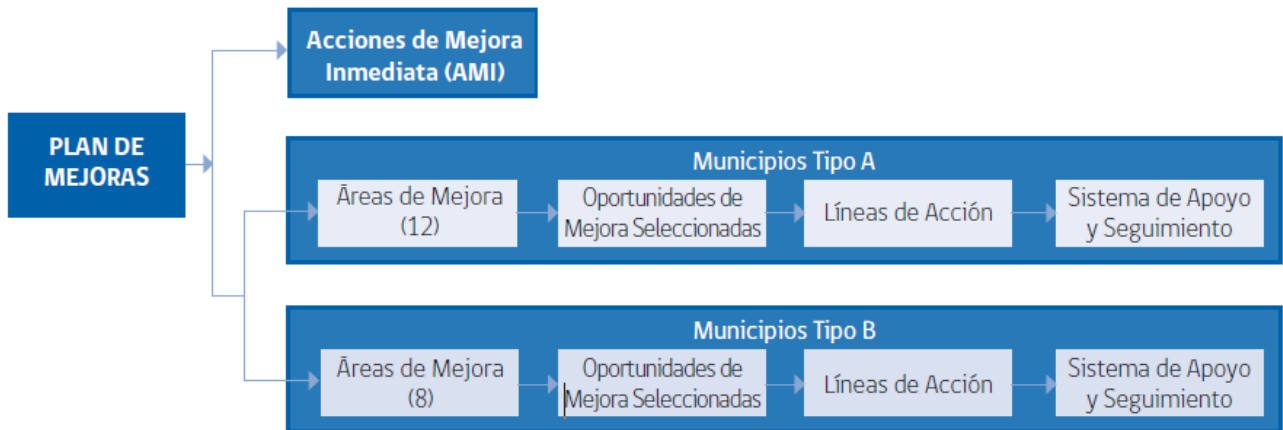 Acciones de Mejora
Inmediata (AMI)
PLAN DE
MEJORAS
Municipios Tipo A
Áreas de Mejora
(12)
Oportunidades de
Mejora Seleccionadas
Líneas de Acción
Sistema de Apoyo
y Seguimiento
Municipios Tipo B
Áreas de Mejora
(8)
Oportunidades de
Mejora Seleccionadas
Líneas de Acción
Sistema de Apoyo
y Seguimiento